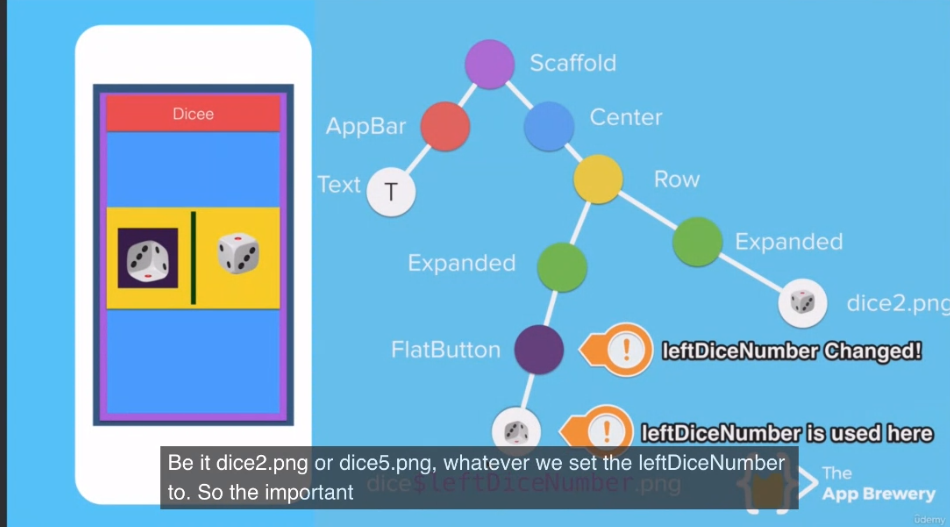 Scaffold
Dicee
AppBar
Center
Text
T
Row
Expanded
Expanded
dice2.png
FlatButton
leftDiceNumber Changed!
leftDiceNumber is used here
Be it dice2.png or dice5.png, whatever we set the leftDiceNumber
to. So the important
dice$leftDiceNumber.png
The
App Brewery
udemy